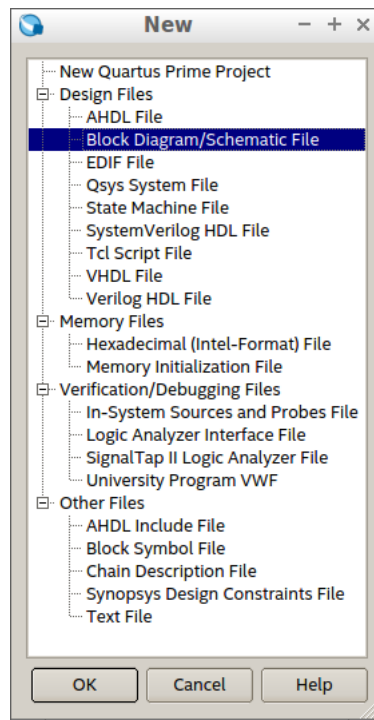 New
New Quartus Prime Project
Design Files
AHDL File
Block Diagram/Schematic File
EDIF File
Qsys System File
State Machine File
SystemVerilog HDL File
Tcl Script File
VHDL File
Verilog HDL File
Memory Files
Hexadecimal (Intel-Format) File
Memory Initialization File
Verification/Debugging Files
In-System Sources and Probes File
Logic Analyzer Interface File
SignalTap II Logic Analyzer File
University Program VWF
Other Files
AHDL Include File
Block Symbol File
Chain Description File
Synopsys Design Constraints File
Text File
OK Cancel Help